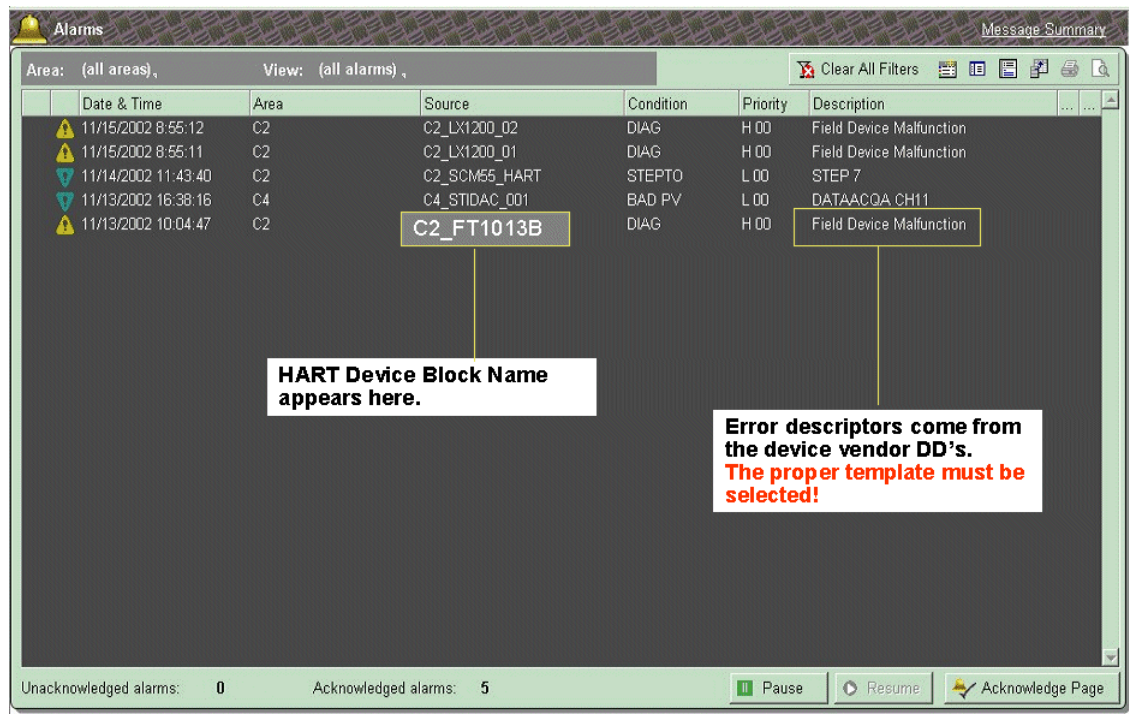 Alarms Message Summary
Area: (all areas), View: (all alarms), Clear All Filters
Date & Time Area Source Condition Priority Description ... ...
11/15/2002 8:55:12 C2 C2_LX1200_02 DIAG H 00 Field Device Malfunction
11/15/2002 8:55:11 C2 C2_LX1200_01 DIAG H 00 Field Device Malfunction
11/14/2002 11:43:40 C2 C2_SCM55_HART STEPTO L 00 STEP 7
11/13/2002 16:38:16 C4 C4_STIDAC_001 BAD PV L 00 DATAACQA CH11
11/13/2002 10:04:47 C2 C2_FT1013B DIAG H 00 Field Device Malfunction
HART Device Block Name
appears here.
Error descriptors come from
the device vendor DD's.
The proper template must be
selected!
Unacknowledged alarms: 0 Acknowledged alarms: 5 Pause Resume Acknowledge Page